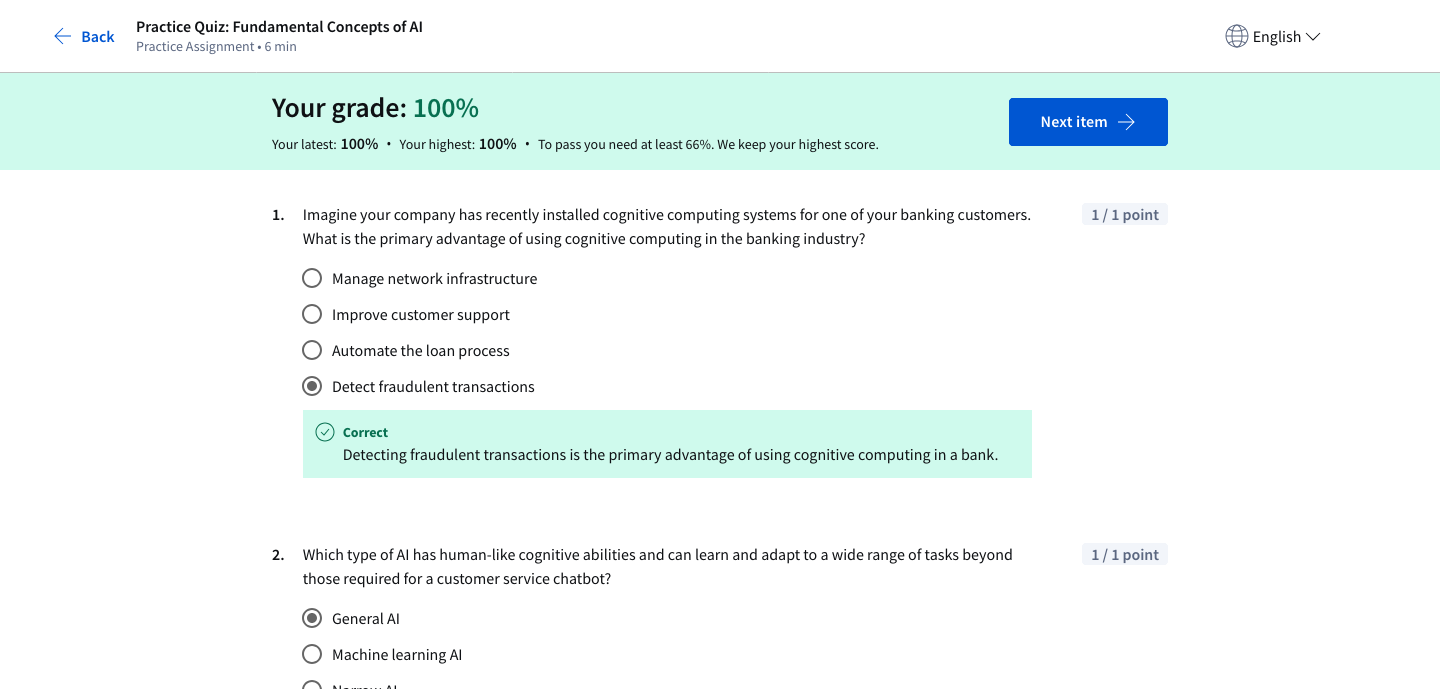 Back
Practice Quiz: Fundamental Concepts of AI
Practice Assignment • 6 min
English
Your grade: 100%
Your latest: 100% • Your highest: 100% • To pass you need at least 66%. We keep your highest score.
Next item
1. Imagine your company has recently installed cognitive computing systems for one of your banking customers.
What is the primary advantage of using cognitive computing in the banking industry?
1 / 1 point
Manage network infrastructure
Improve customer support
Automate the loan process
Detect fraudulent transactions
Correct
Detecting fraudulent transactions is the primary advantage of using cognitive computing in a bank.
2. Which type of AI has human-like cognitive abilities and can learn and adapt to a wide range of tasks beyond
those required for a customer service chatbot?
1 / 1 point
General AI
Machine learning AI
Narrow AI